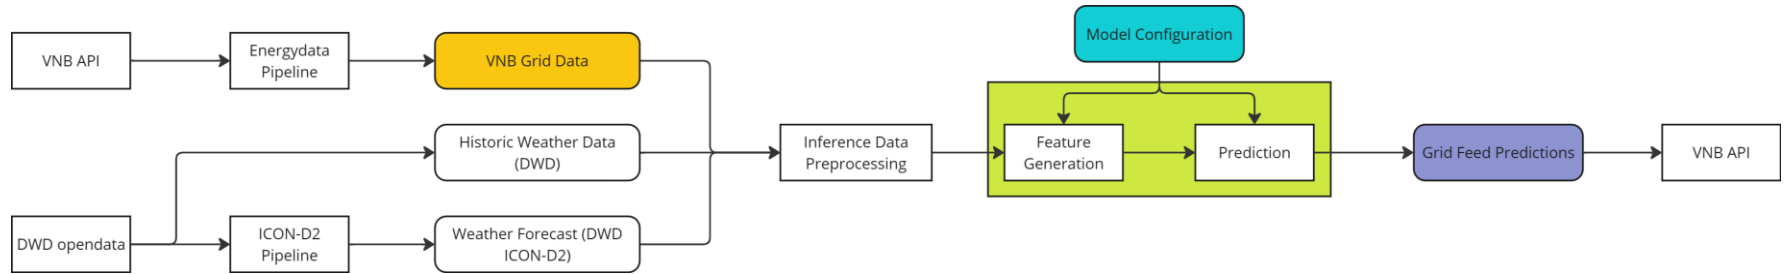 Model Configuration
VNB API
Energydata
Pipeline
VNB Grid Data
Historic Weather Data
(DWD)
Inference Data
Preprocessing
Feature
Generation
Prediction
Grid Feed Predictions
VNB API
DWD opendata
ICON-D2
Pipeline
Weather Forecast (DWD
ICON-D2)